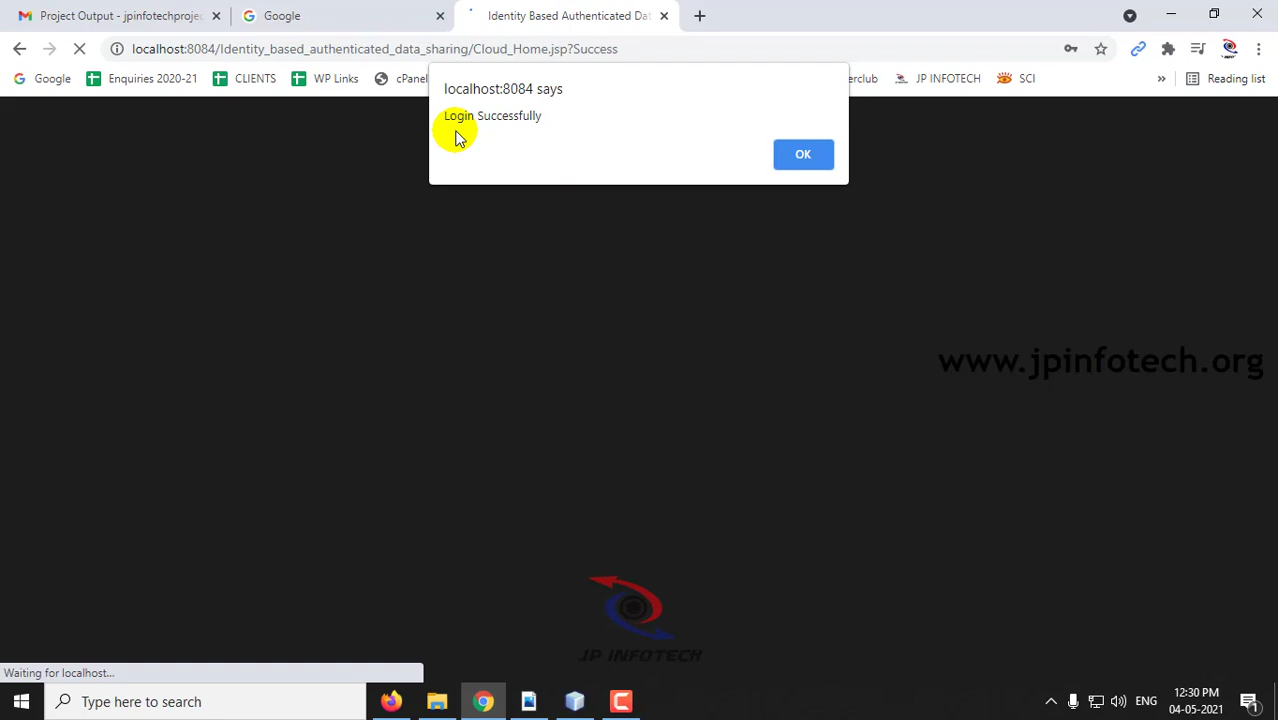 Project Output - jpinfotechprojec
Google
Identity Based Authenticated Dat
localhost:8084/Identity_based_authenticated_data_sharing/Cloud_Home.jsp?Success
Google
Enquiries 2020-21
CLIENTS
WP Links
cPanel
erclub
JP INFOTECH
SCI
»
Reading list
localhost:8084 says
Login Successfully
OK
www.jpinfotech.org
JP INFOTECH
Waiting for localhost...
Type here to search
ENG
12:30 PM
04-05-2021
1